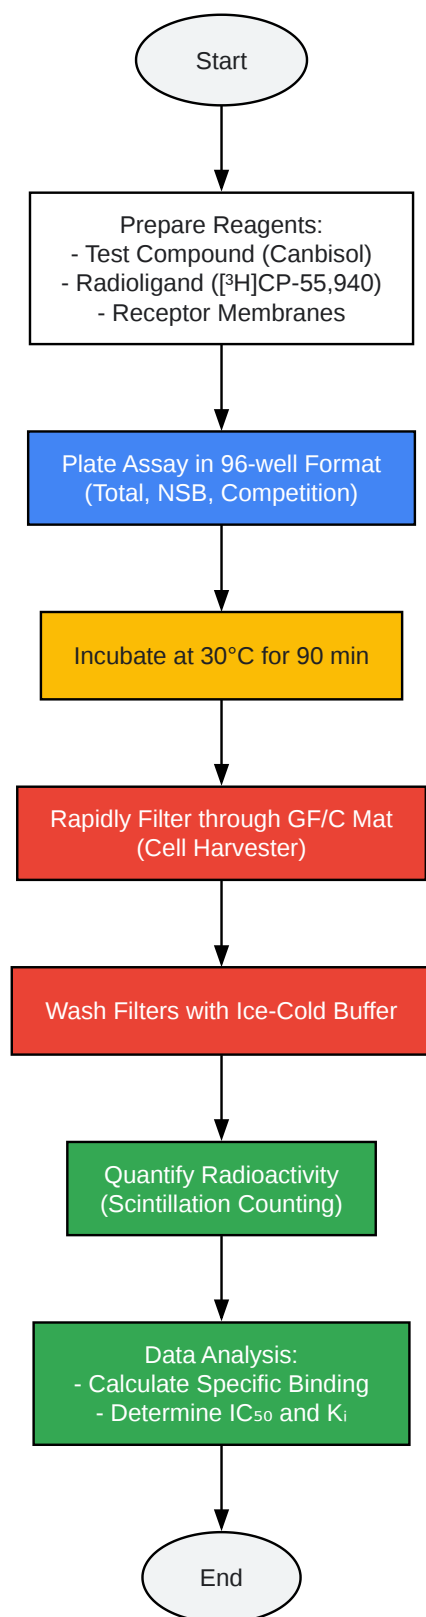 Start
Prepare Reagents:
- Test Compound (Canbisol)
- Radioligand ([³H]CP-55,940)
- Receptor Membranes
Plate Assay in 96-well Format
(Total, NSB, Competition)
Incubate at 30°C for 90 min
Rapidly Filter through GF/C Mat
(Cell Harvester)
Wash Filters with Ice-Cold Buffer
Quantify Radioactivity
(Scintillation Counting)
Data Analysis:
- Calculate Specific Binding
- Determine IC₅₀ and Kᵢ
End